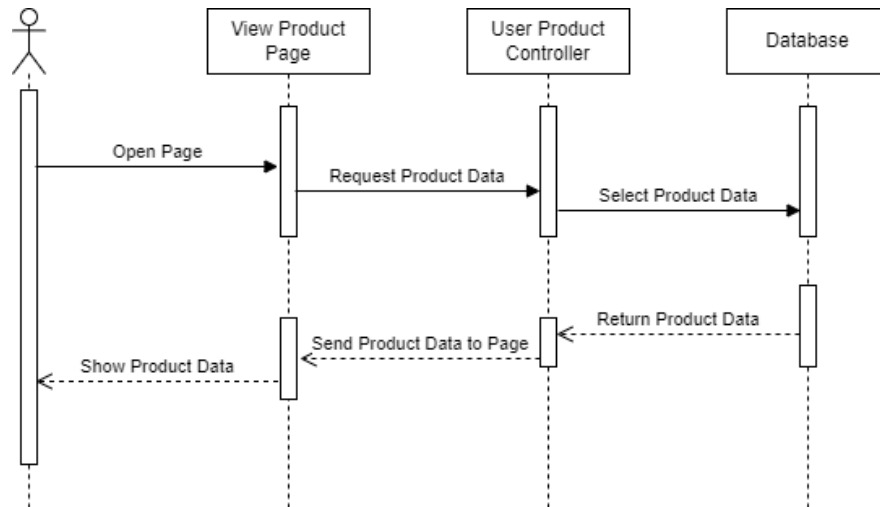 View Product
Page
User Product
Controller
Database
Open Page
Request Product Data
Select Product Data
Return Product Data
Send Product Data to Page
Show Product Data